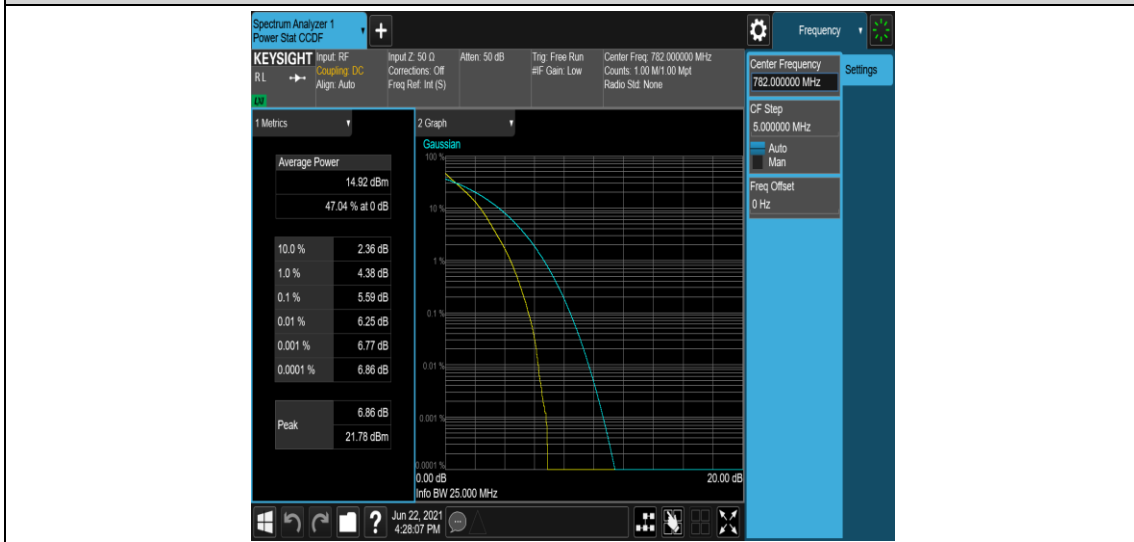 Spectrum Analyzer 1
Power Stat CCDF
+
Frequency
KEYSIGHT
RL
LXI
Input: RF
Coupling: DC
Align: Auto
Input Z: 50 Ω
Corrections: Off
Freq Ref: Int (S)
Atten: 50 dB
Trig: Free Run
#IF Gain: Low
Center Freq: 782.000000 MHz
Counts: 1.00 M/1.00 Mpt
Radio Std: None
Center Frequency
782.000000 MHz
Settings
CF Step
5.000000 MHz
Auto
Man
Freq Offset
0 Hz
1 Metrics
Average Power
14.92 dBm
47.04 % at 0 dB
10.0 % 2.36 dB
1.0 % 4.38 dB
0.1 % 5.59 dB
0.01 % 6.25 dB
0.001 % 6.77 dB
0.0001 % 6.86 dB
Peak
6.86 dB
21.78 dBm
2 Graph
Gaussian
100 %
10 %
1 %
0.1 %
0.01 %
0.001 %
0.0001 %
0.00 dB 20.00 dB
Info BW 25.000 MHz
?
Jun 22, 2021
4:28:07 PM